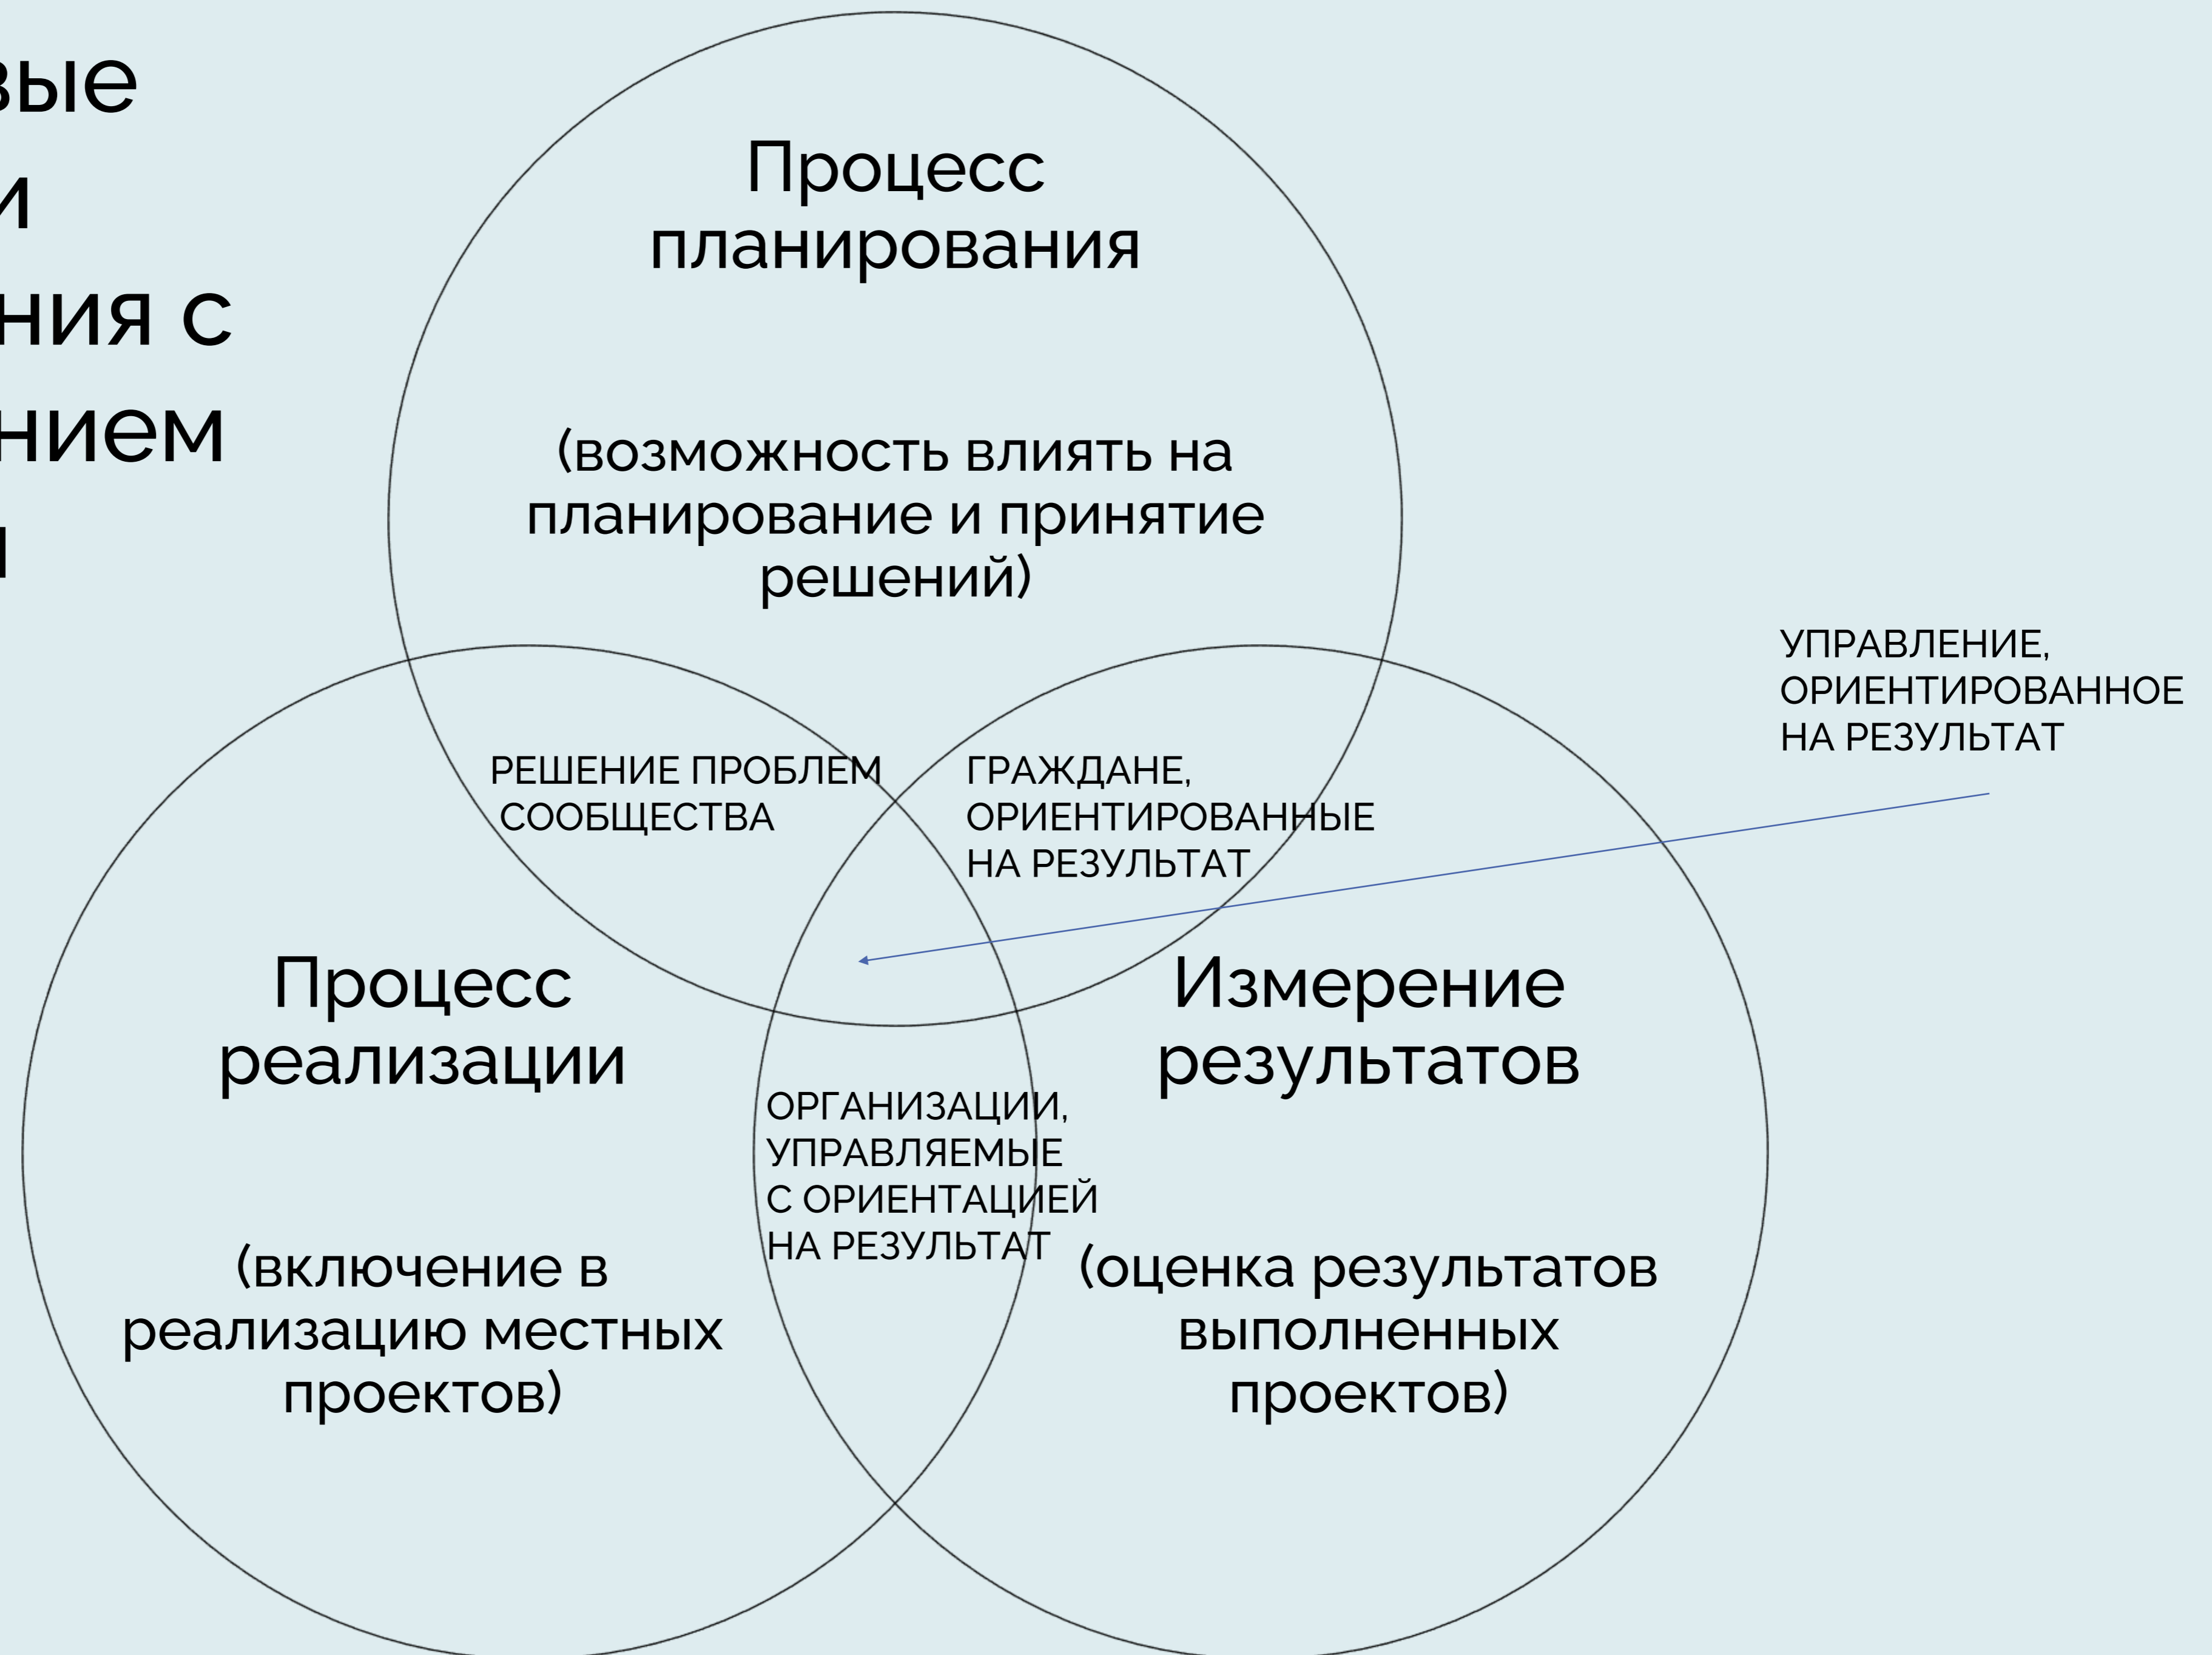 вые
и
ния с
нием
Процесс
планирования
(возможность влиять на
планирование и принятие
решений)
УПРАВЛЕНИЕ,
ОРИЕНТИРОВАННОЕ
НА РЕЗУЛЬТАТ
РЕШЕНИЕ ПРОБЛЕМ
СООБЩЕСТВА
ГРАЖДАНЕ,
ОРИЕНТИРОВАННЫЕ
НА РЕЗУЛЬТАТ
Процесс
реализации
(включение в
реализацию местных
проектов)
ОРГАНИЗАЦИИ,
УПРАВЛЯЕМЫЕ
С ОРИЕНТАЦИЕЙ
НА РЕЗУЛЬТАТ
Измерение
результатов
(оценка результатов
выполненных
проектов)